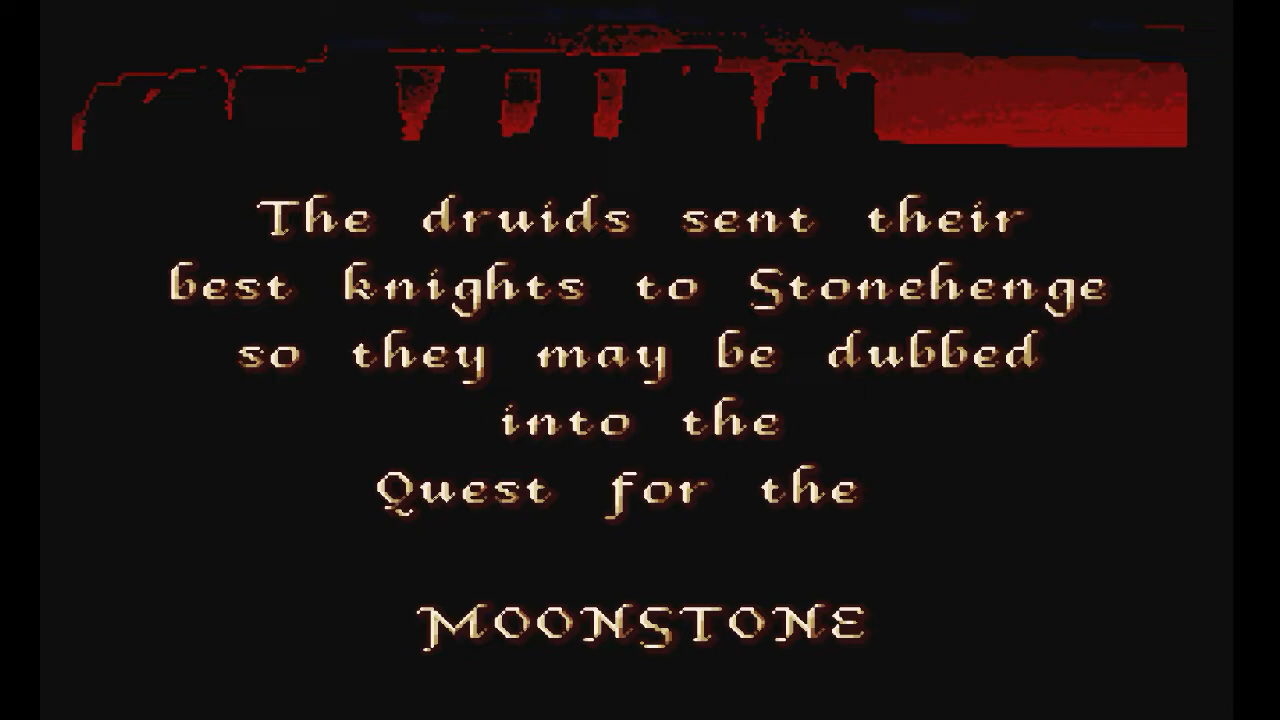 The druids sent their
best knights to Stonehenge
so they may be dubbed
into the
Quest for the
MOONSTONE